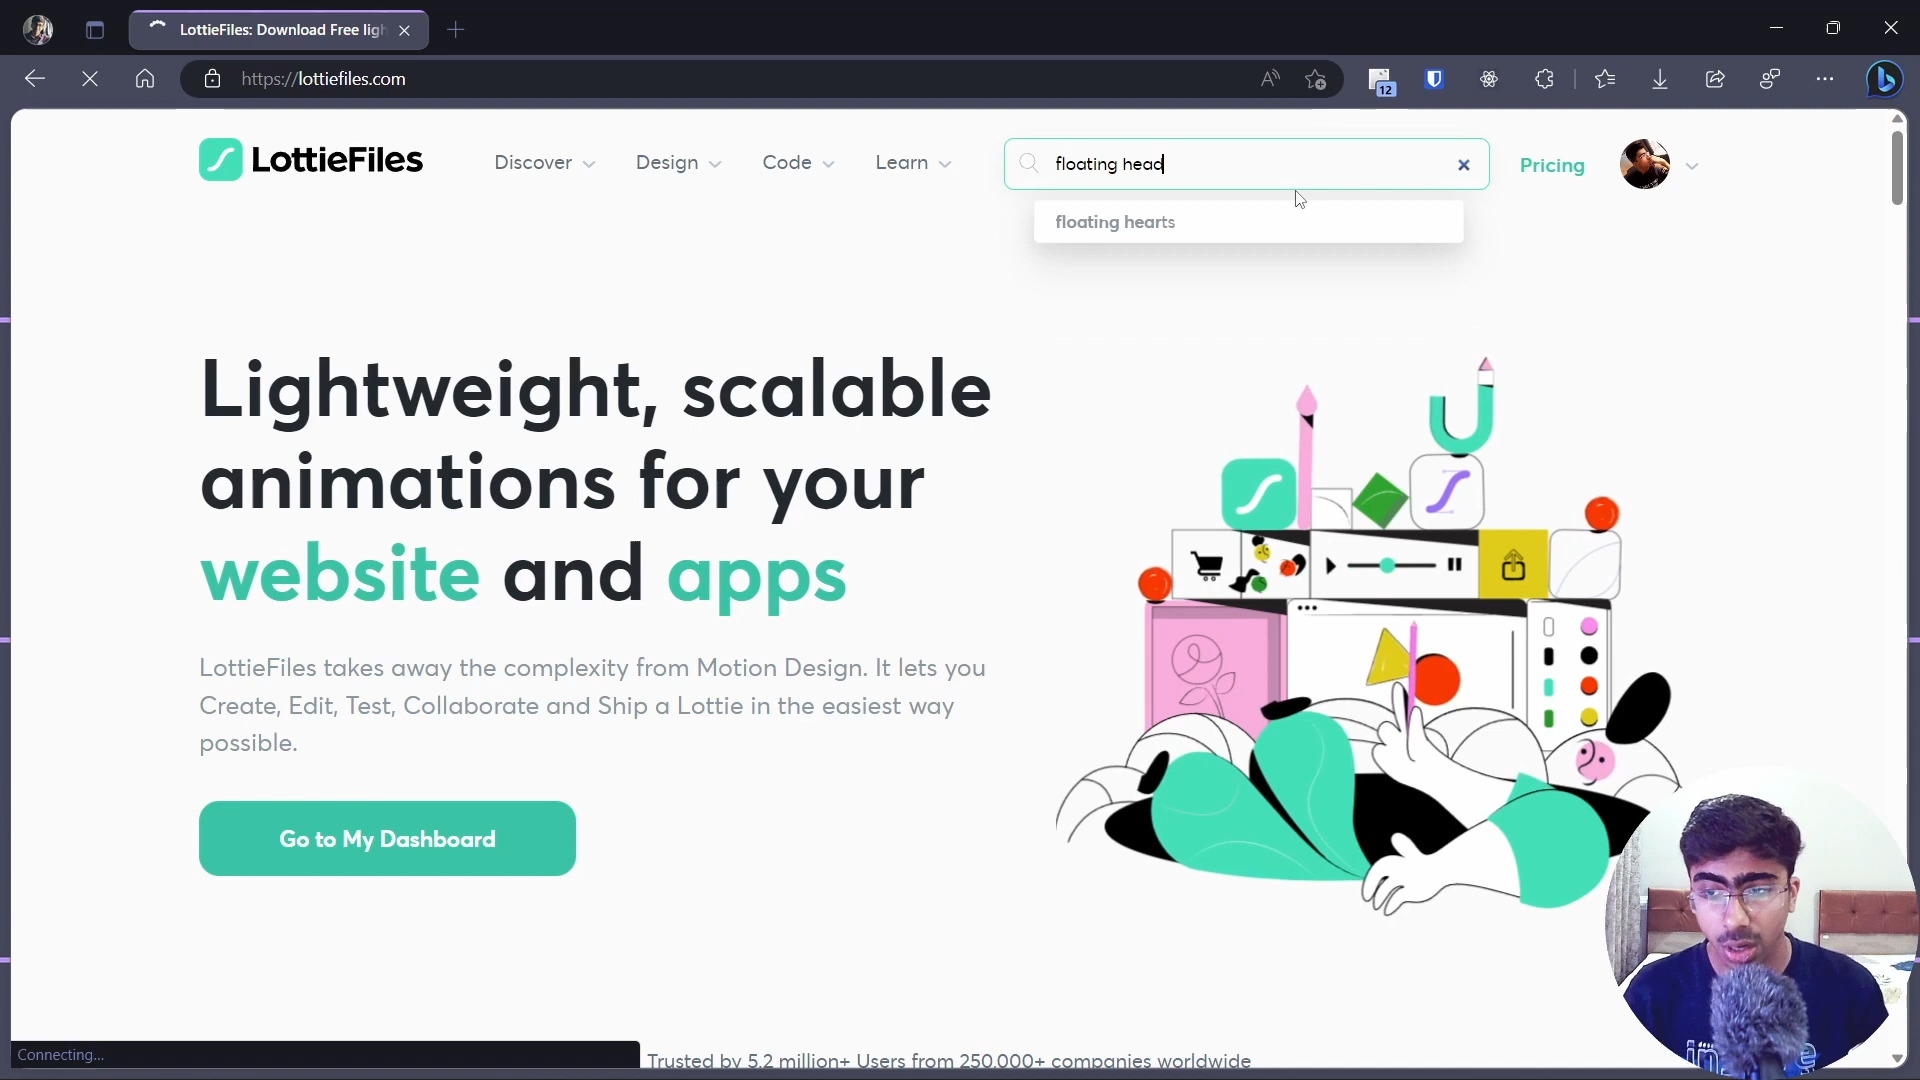 LottieFiles: Download Free ligh
https://lottiefiles.com
12
LottieFiles
Discover
Design
Code
Learn
floating head
Pricing
floating hearts
Lightweight, scalable
animations for your
website and apps
LottieFiles takes away the complexity from Motion Design. It lets you
Create, Edit, Test, Collaborate and Ship a Lottie in the easiest way
possible.
Go to My Dashboard
Connecting...
Trusted by 5.2 million+ Users from 250,000+ companies worldwide